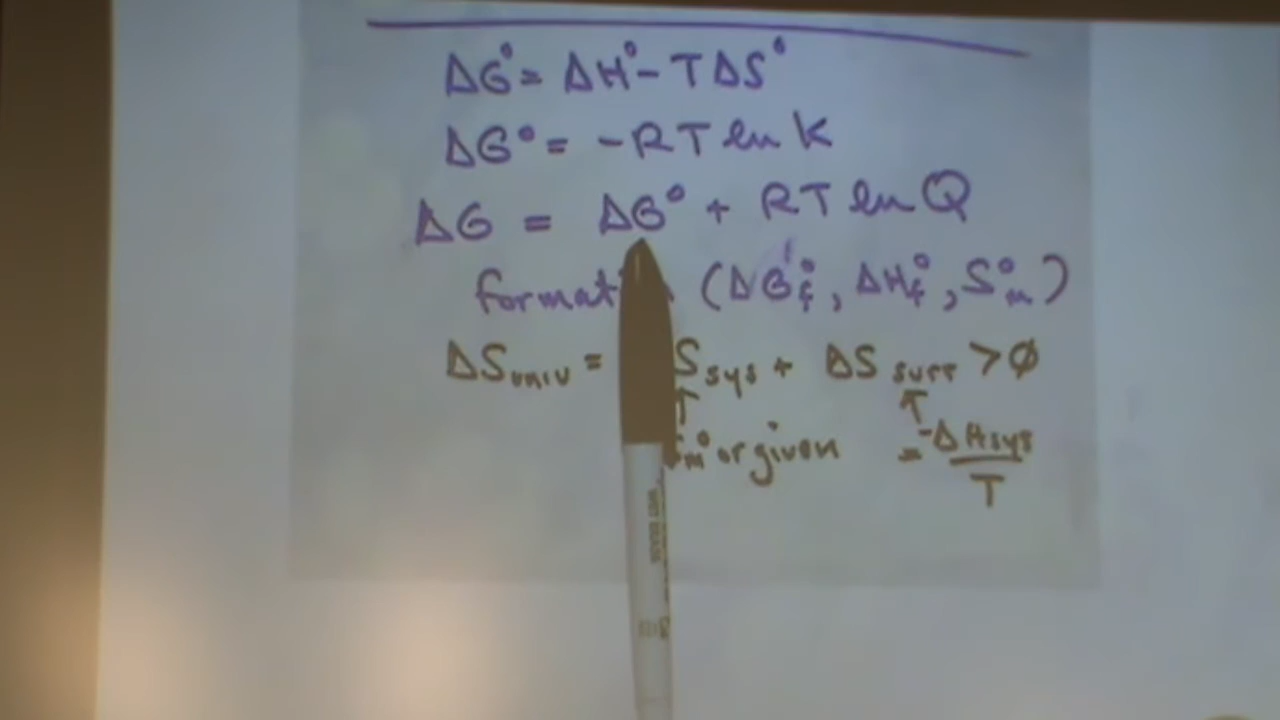 ΔG° = ΔH° - TΔS°
ΔG° = -RT ln K
ΔG = ΔG° + RT ln Q
(ΔG°f, ΔH°f, S°m)
ΔSuniv = Ssys + ΔSsurr > 0
m° or given = -ΔHsys / T